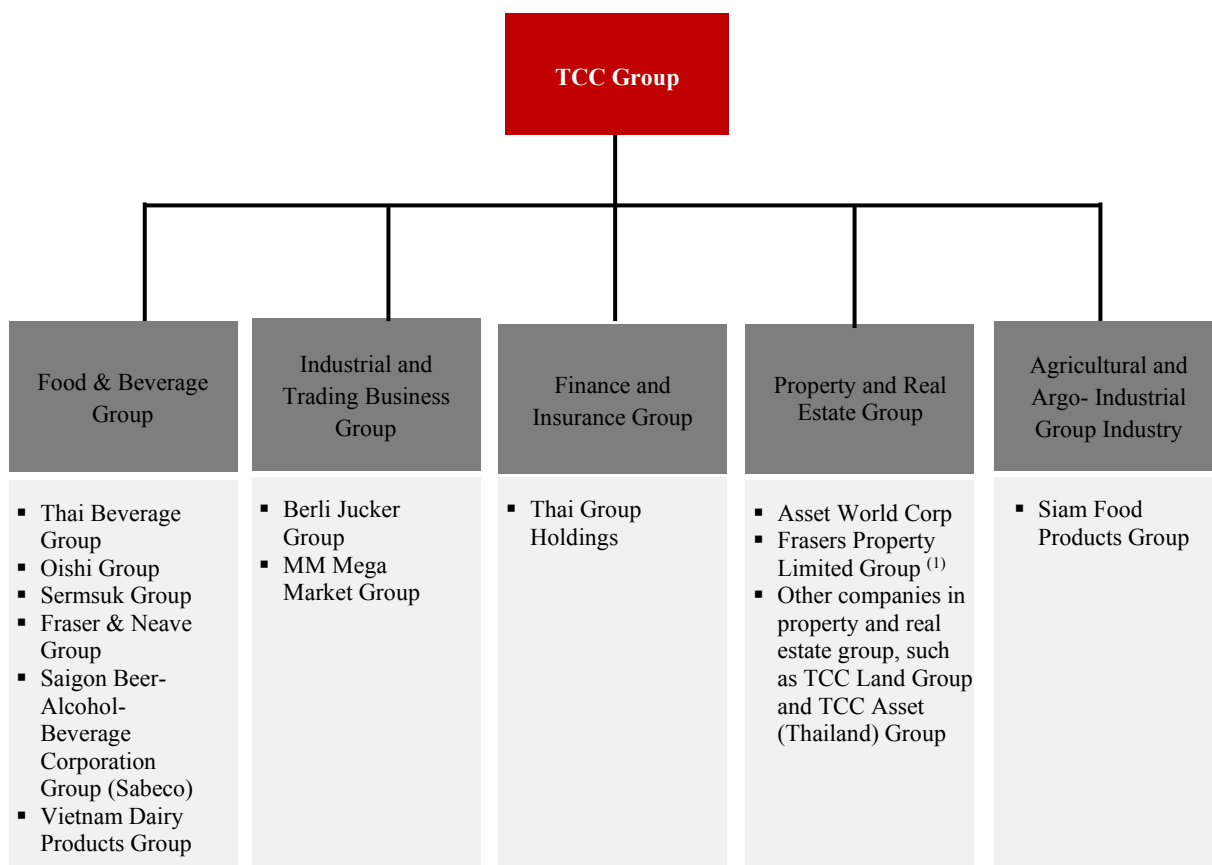 TCC Group
Food & Beverage
Group
Industrial and
Trading Business
Group
Finance and
Insurance Group
Property and Real
Estate Group
Agricultural and
Argo- Industrial
Group Industry
▪ Thai Beverage
Group
▪ Oishi Group
▪ Sermsuk Group
▪ Fraser & Neave
Group
▪ Saigon Beer-
Alcohol-
Beverage
Corporation
Group (Sabeco)
▪ Vietnam Dairy
Products Group
▪ Berli Jucker
Group
▪ MM Mega
Market Group
▪ Thai Group
Holdings
▪ Asset World Corp
▪ Frasers Property
Limited Group (1)
▪ Other companies in
property and real
estate group, such
as TCC Land Group
and TCC Asset
(Thailand) Group
▪ Siam Food
Products Group